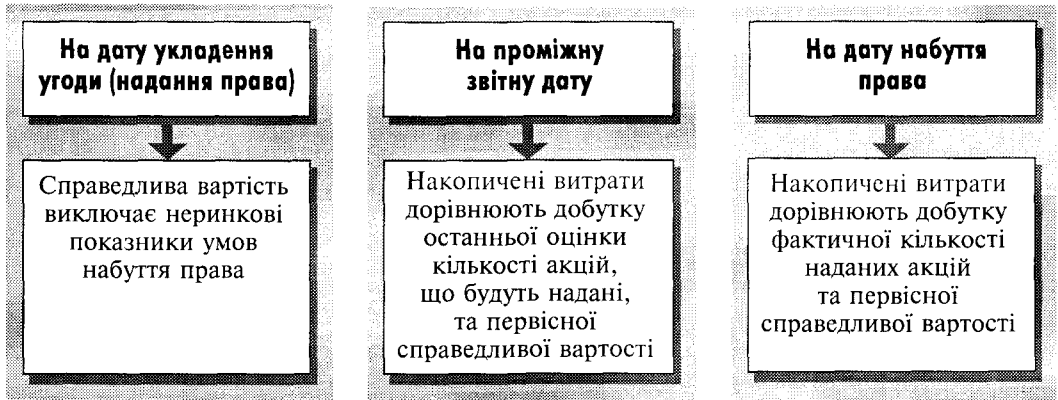 На дату укладення
угоди (надання права)
Справедлива вартість
виключає неринкові
показники умов
набуття права
На проміжну
звітну дату
Накопичені витрати
дорівнюють добутку
останньої оцінки
кількості акцій,
що будуть надані,
та первісної
справедливої вартості
На дату набуття
права
Накопичені витрати
дорівнюють добутку
фактичної кількості
наданих акцій
та первісної
справедливої вартості